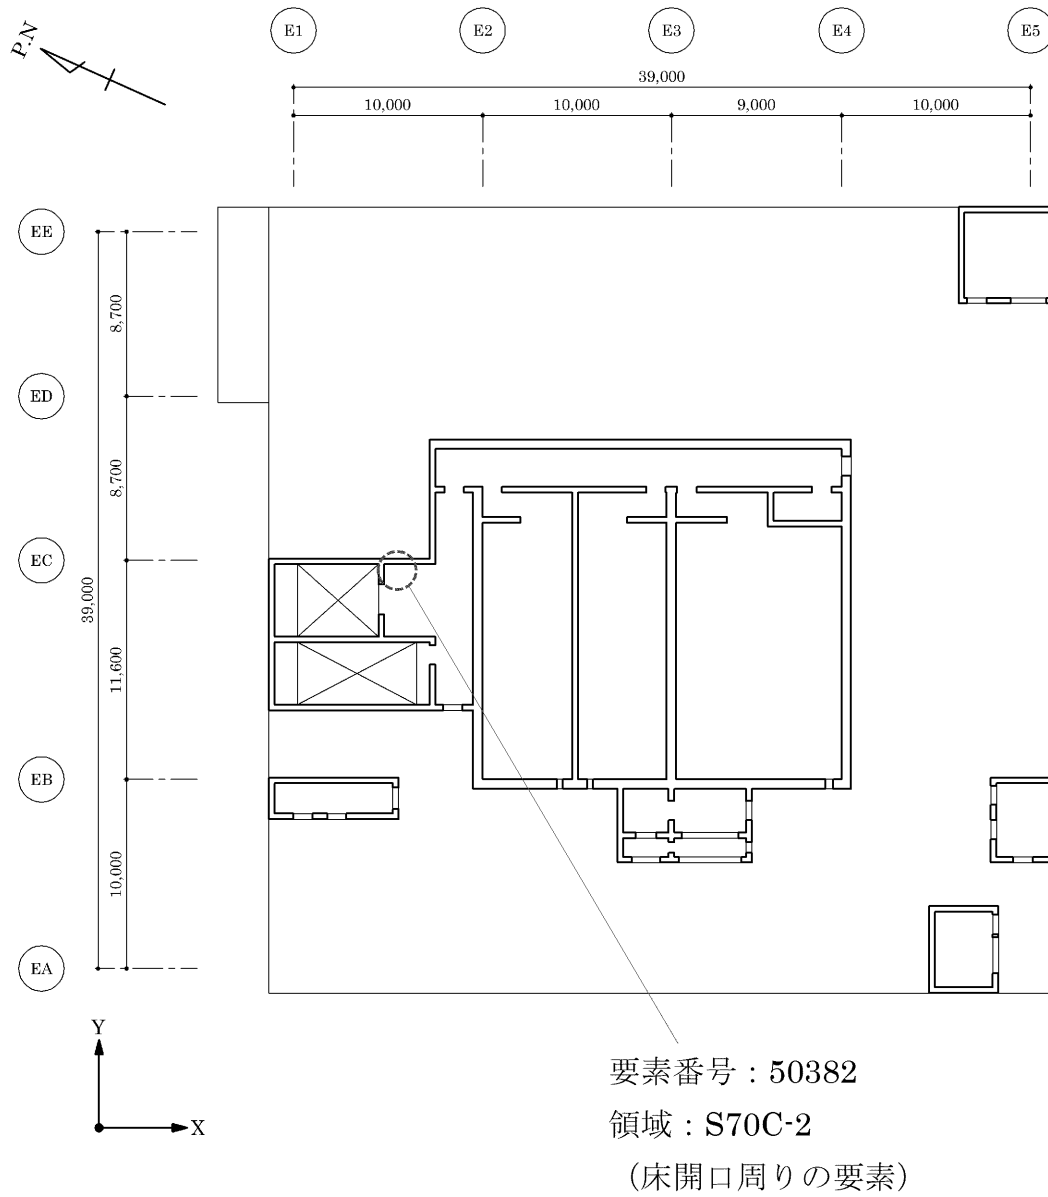 E1
E2
E3
E4
E5
P.N
39,000
10,000
10,000
9,000
10,000
EE
8,700
ED
8,700
EC
39,000
11,600
EB
10,000
EA
Y
X
要素番号：50382
領域：S70C-2
（床開口周りの要素）